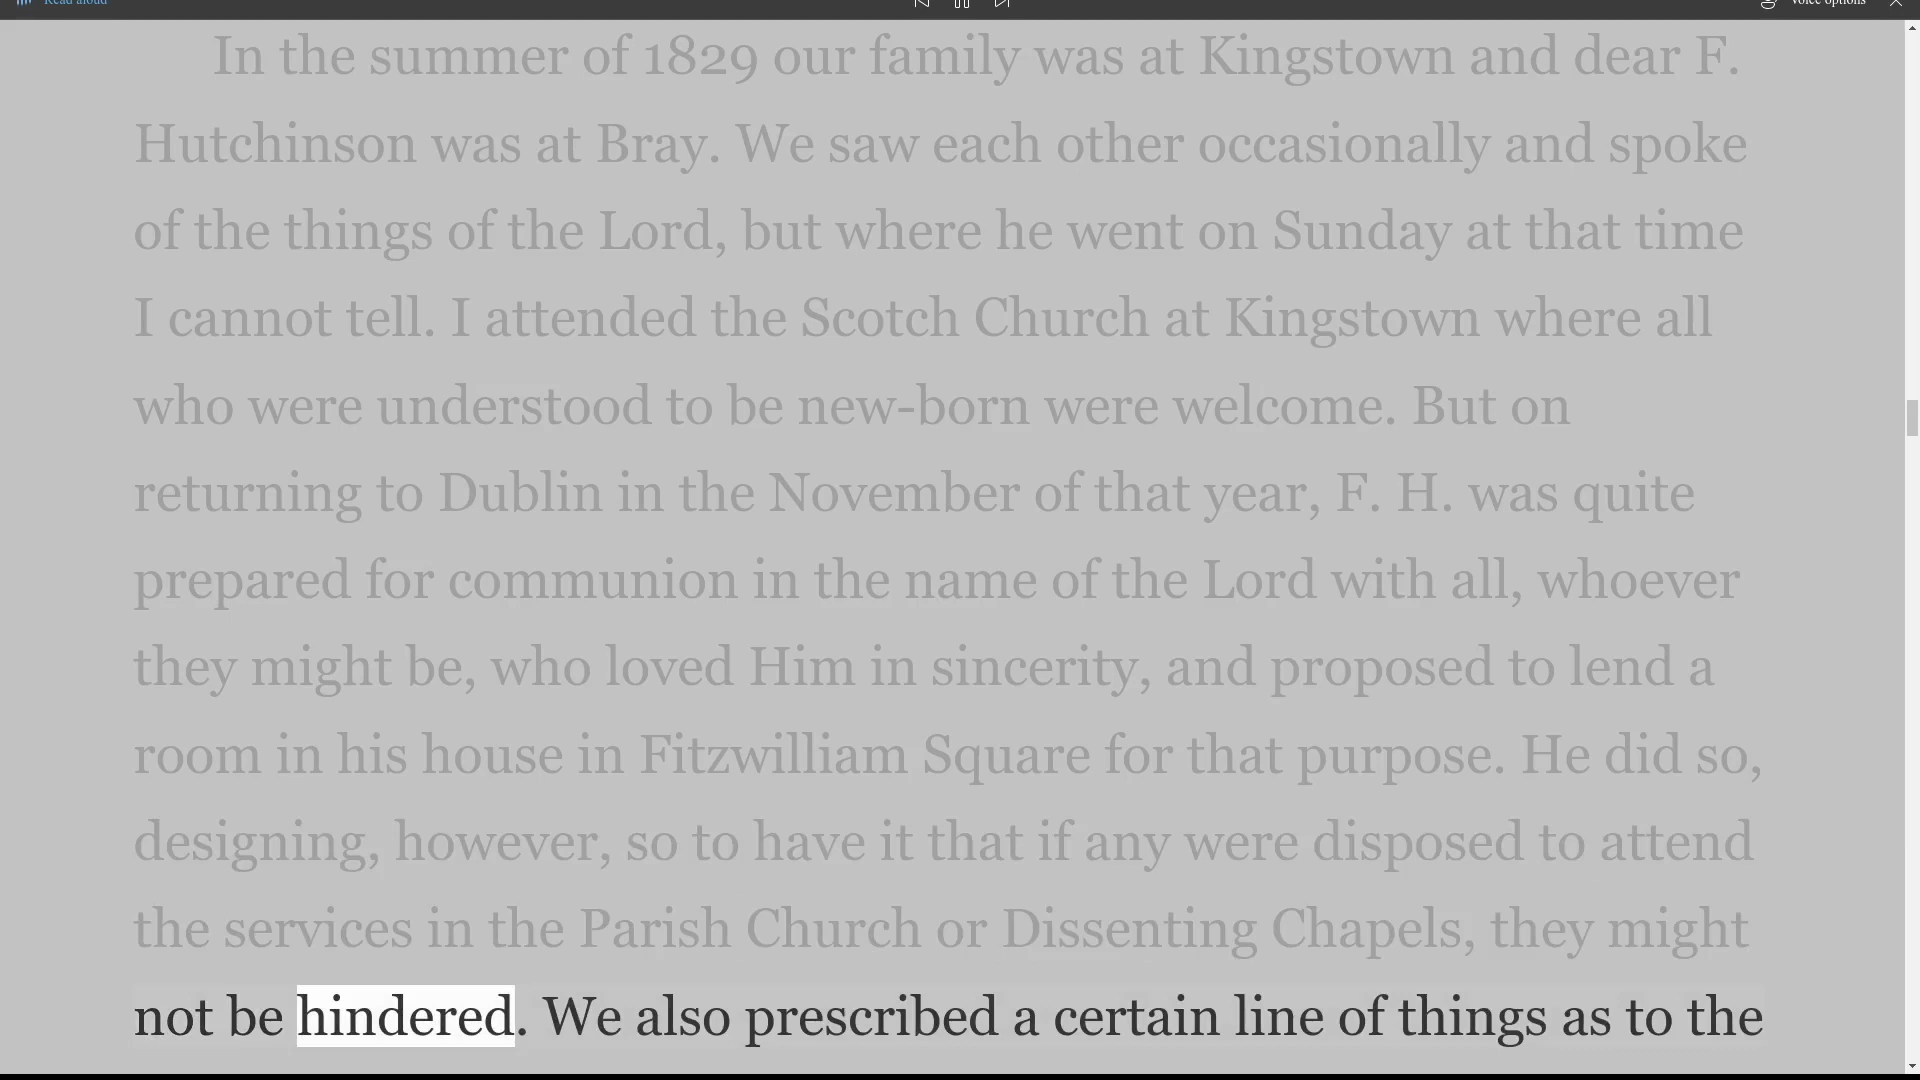 Read aloud
Voice options
In the summer of 1829 our family was at Kingstown and dear F.
Hutchinson was at Bray. We saw each other occasionally and spoke
of the things of the Lord, but where he went on Sunday at that time
I cannot tell. I attended the Scotch Church at Kingstown where all
who were understood to be new-born were welcome. But on
returning to Dublin in the November of that year, F. H. was quite
prepared for communion in the name of the Lord with all, whoever
they might be, who loved Him in sincerity, and proposed to lend a
room in his house in Fitzwilliam Square for that purpose. He did so,
designing, however, so to have it that if any were disposed to attend
the services in the Parish Church or Dissenting Chapels, they might
not be hindered. We also prescribed a certain line of things as to the